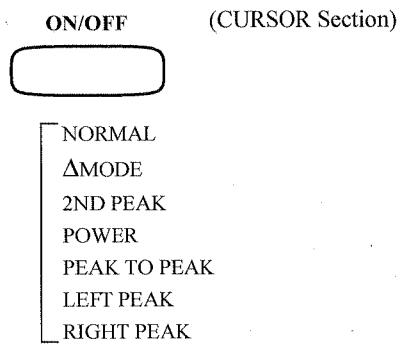 ON/OFF (CURSOR Section)
NORMAL
ΔMODE
2ND PEAK
POWER
PEAK TO PEAK
LEFT PEAK
RIGHT PEAK